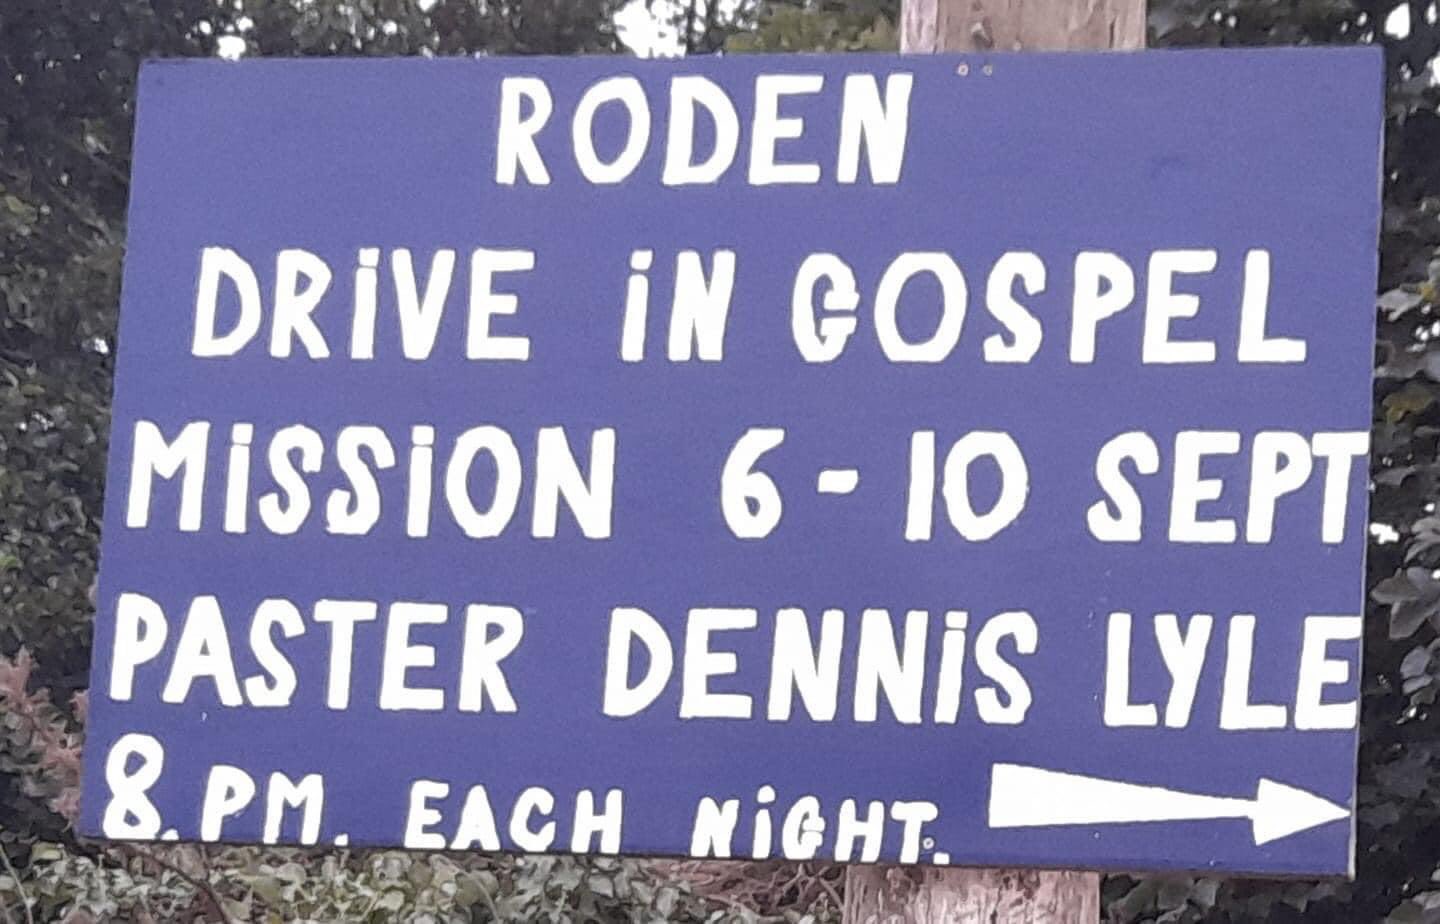 RODEN
DRiVE iN GOSPEL
MiSSiON 6-10 SEPT
PASTER DENNiS LYLE
8.PM. EACH NiGHT.